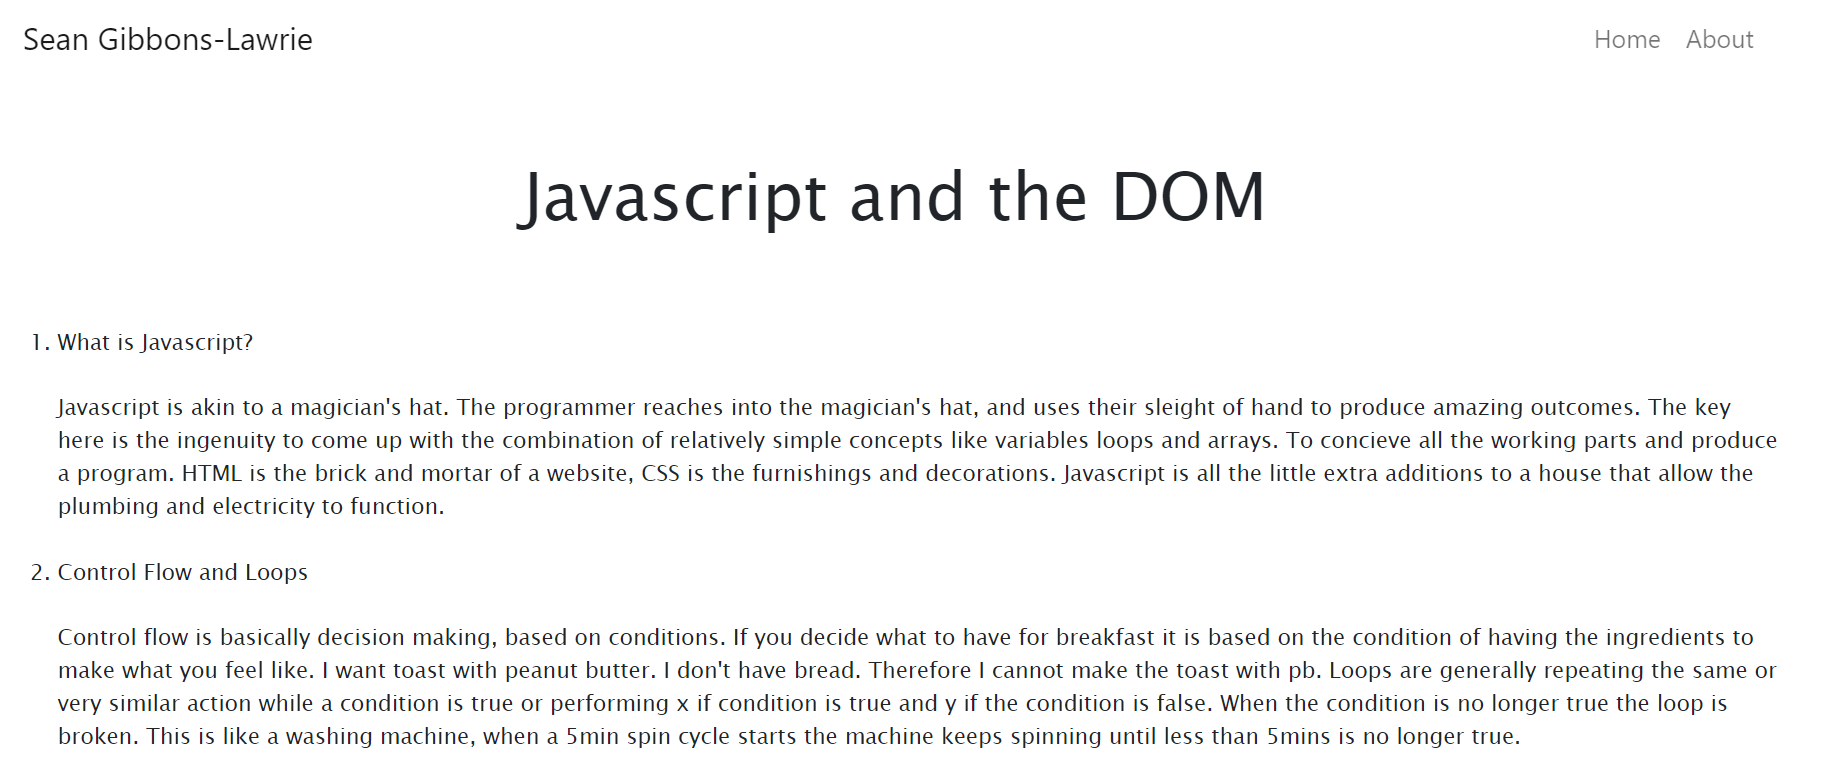 Sean Gibbons-Lawrie
Home About
Javascript and the DOM
1. What is Javascript?
Javascript is akin to a magician's hat. The programmer reaches into the magician's hat, and uses their sleight of hand to produce amazing outcomes. The key
here is the ingenuity to come up with the combination of relatively simple concepts like variables loops and arrays. To concieve all the working parts and produce
a program. HTML is the brick and mortar of a website, CSS is the furnishings and decorations. Javascript is all the little extra additions to a house that allow the
plumbing and electricity to function.
2. Control Flow and Loops
Control flow is basically decision making, based on conditions. If you decide what to have for breakfast it is based on the condition of having the ingredients to
make what you feel like. I want toast with peanut butter. I don't have bread. Therefore I cannot make the toast with pb. Loops are generally repeating the same or
very similar action while a condition is true or performing x if condition is true and y if the condition is false. When the condition is no longer true the loop is
broken. This is like a washing machine, when a 5min spin cycle starts the machine keeps spinning until less than 5mins is no longer true.